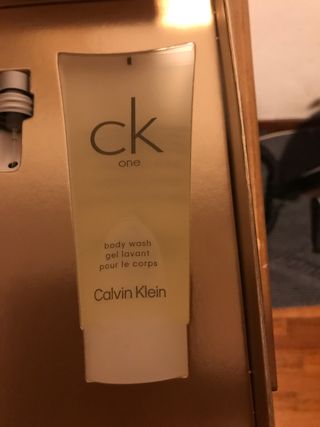 ck
one
body wash
gel lavant
pour le corps
Calvin Klein